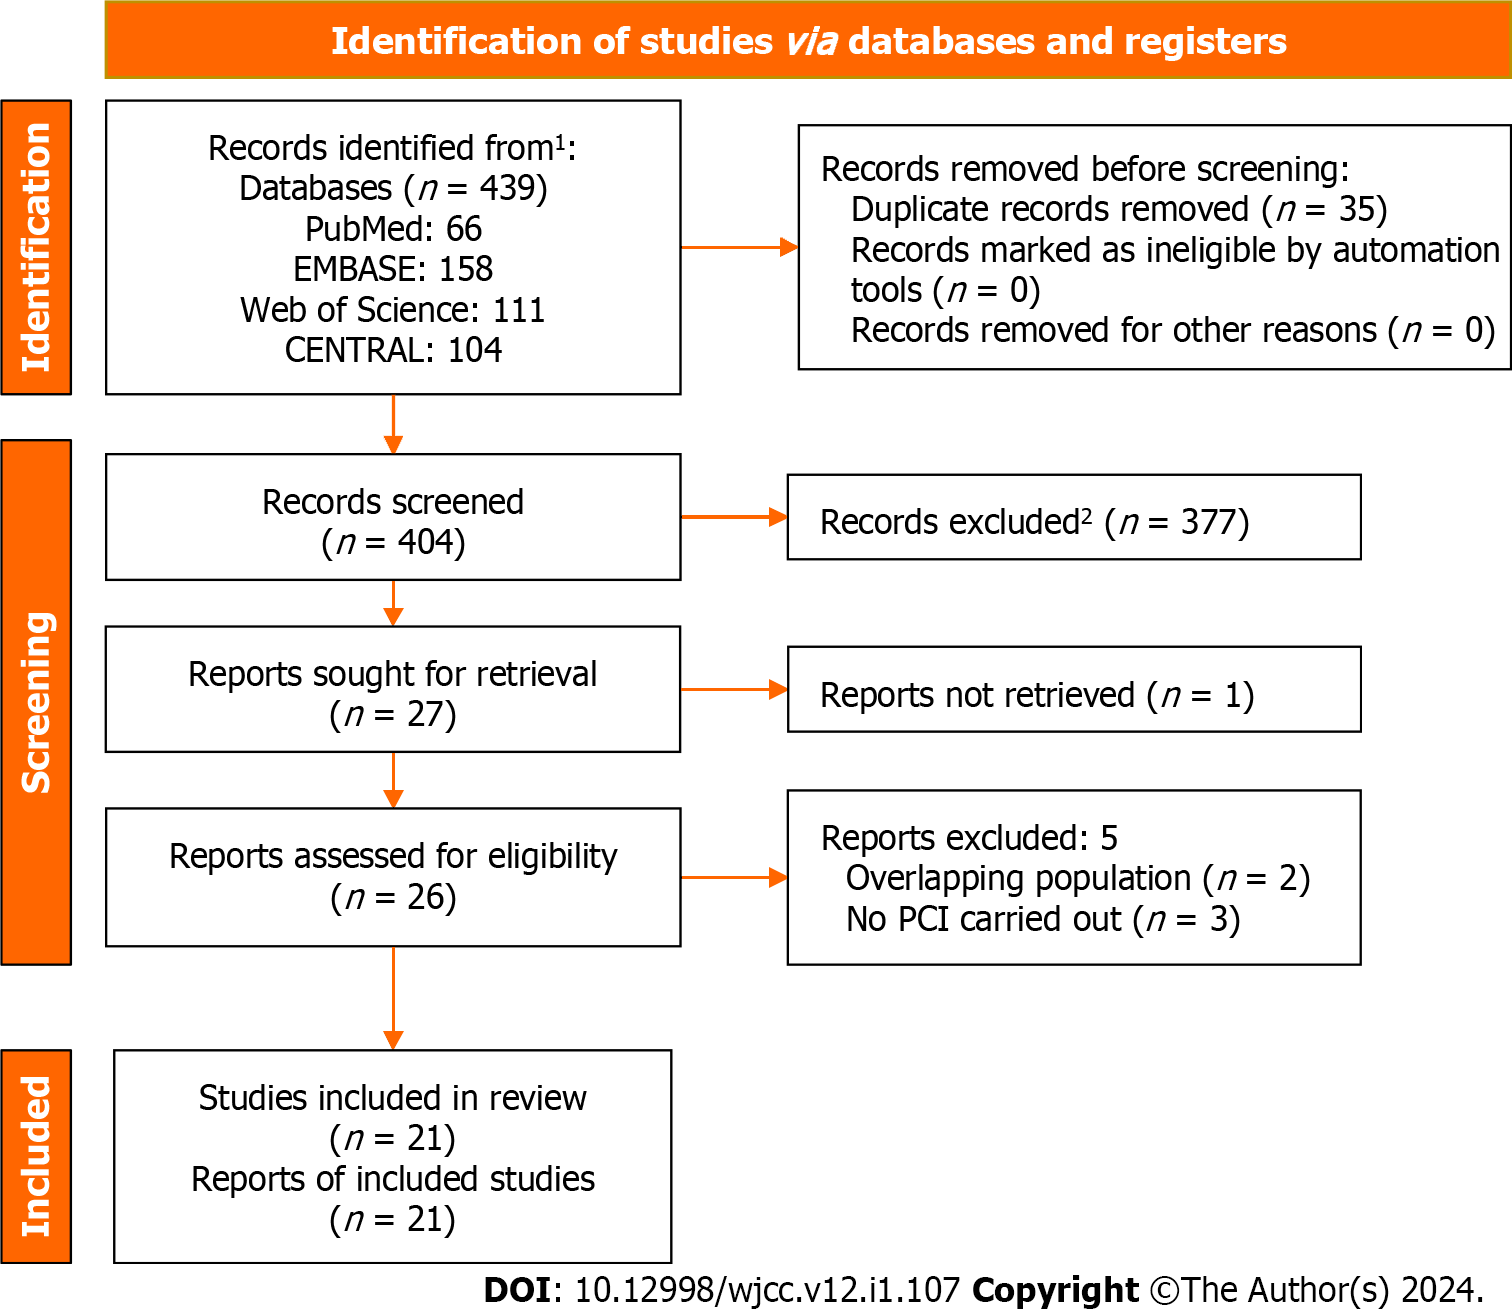 Identification of studies via databases and registers
Identification
Records identified from¹:
Databases (n = 439)
PubMed: 66
EMBASE: 158
Web of Science: 111
CENTRAL: 104
Records removed before screening:
Duplicate records removed (n = 35)
Records marked as ineligible by automation
tools (n = 0)
Records removed for other reasons (n = 0)
Screening
Records screened
(n = 404)
Records excluded² (n = 377)
Reports sought for retrieval
(n = 27)
Reports not retrieved (n = 1)
Reports assessed for eligibility
(n = 26)
Reports excluded: 5
Overlapping population (n = 2)
No PCI carried out (n = 3)
Included
Studies included in review
(n = 21)
Reports of included studies
(n = 21)
DOI: 10.12998/wjcc.v12.i1.107 Copyright ©The Author(s) 2024.